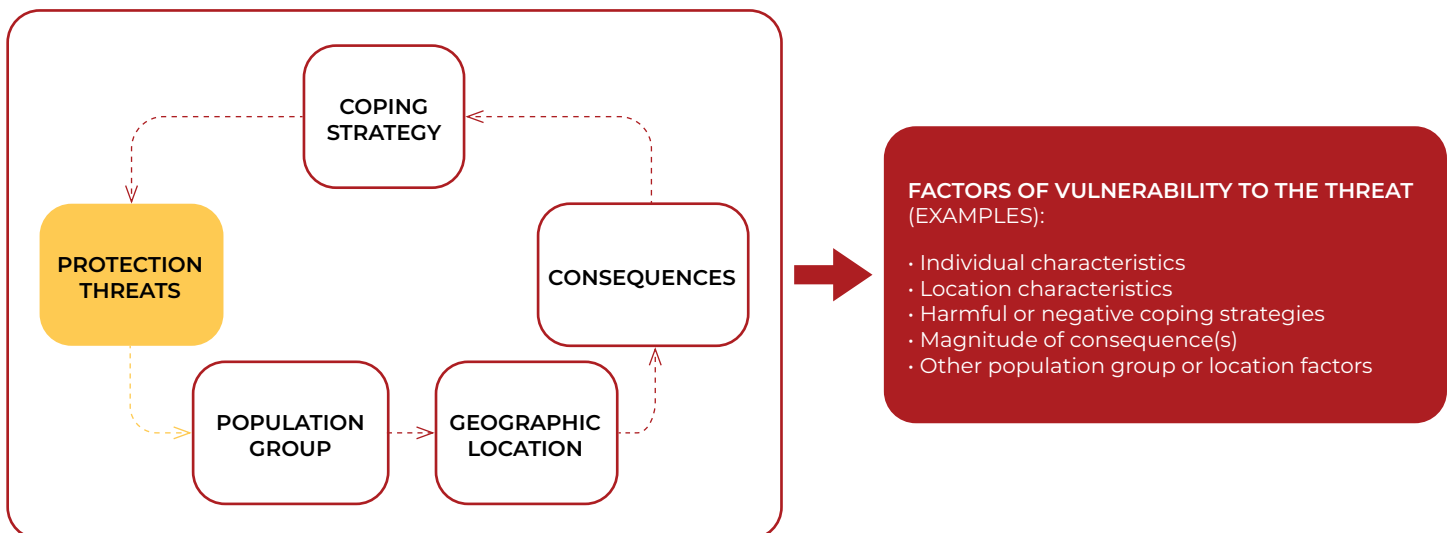 COPING
STRATEGY
PROTECTION
THREATS
CONSEQUENCES
POPULATION
GROUP
GEOGRAPHIC
LOCATION
FACTORS OF VULNERABILITY TO THE THREAT
(EXAMPLES):
• Individual characteristics
• Location characteristics
• Harmful or negative coping strategies
• Magnitude of consequence(s)
• Other population group or location factors